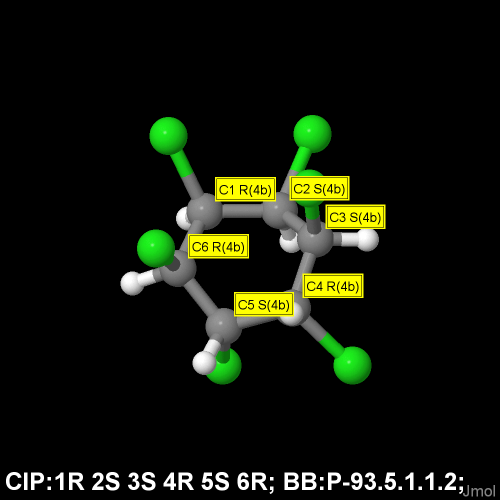 C1 R(4b)
C2 S(4b)
C3 S(4b)
C6 R(4b)
C4 R(4b)
C5 S(4b)
CIP:1R 2S 3S 4R 5S 6R; BB:P-93.5.1.1.2;
Jmol